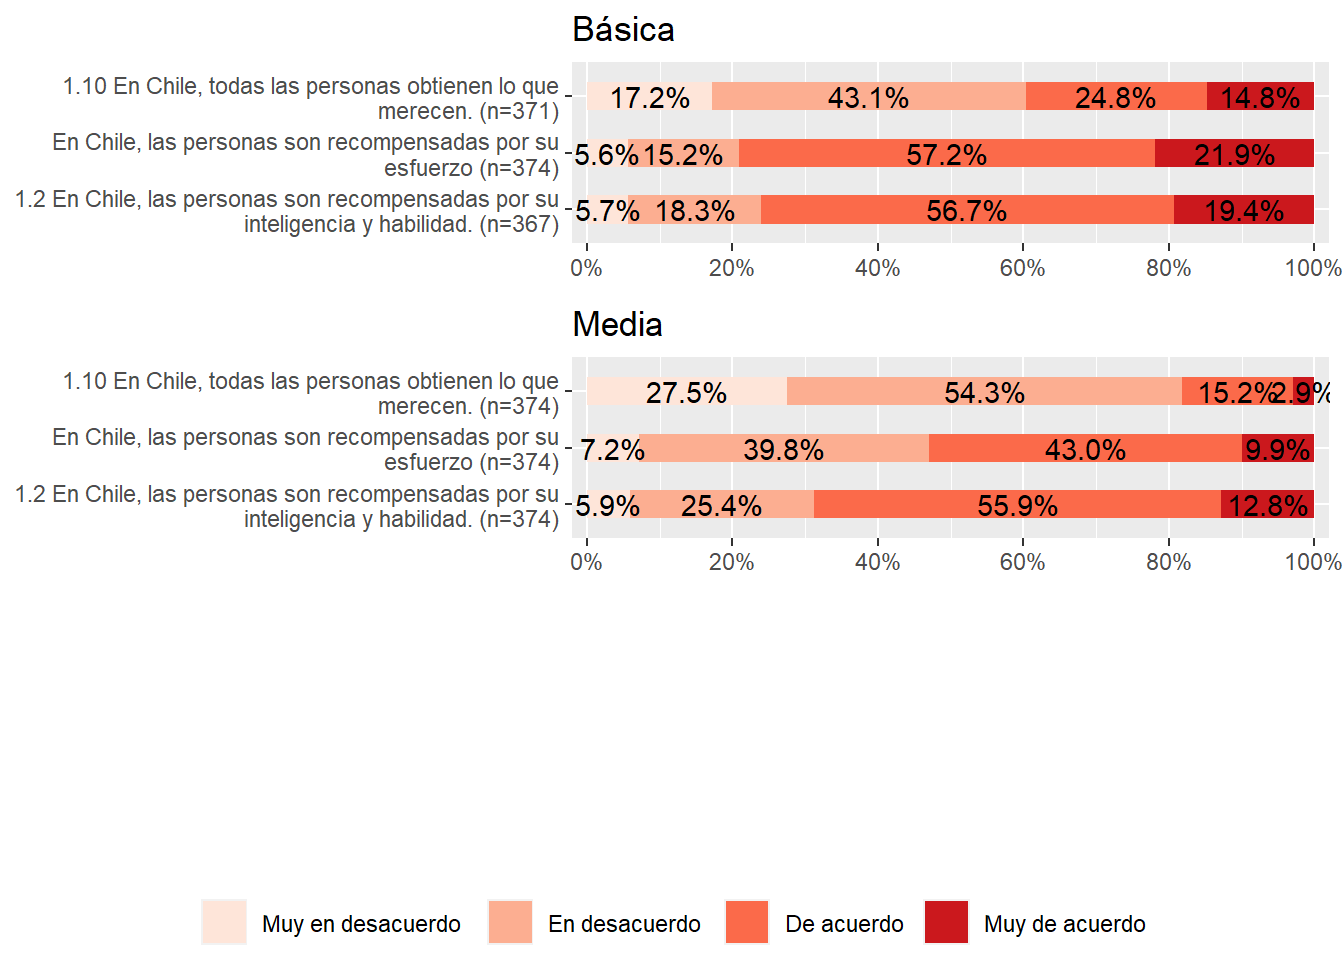 Básica
1.10 En Chile, todas las personas obtienen lo que
merecen. (n=371)
17.2% 43.1% 24.8% 14.8%
En Chile, las personas son recompensadas por su
esfuerzo (n=374)
5.6% 15.2% 57.2% 21.9%
1.2 En Chile, las personas son recompensadas por su
inteligencia y habilidad. (n=367)
5.7% 18.3% 56.7% 19.4%
0% 20% 40% 60% 80% 100%
Media
1.10 En Chile, todas las personas obtienen lo que
merecen. (n=374)
27.5% 54.3% 15.2% 2.9%
En Chile, las personas son recompensadas por su
esfuerzo (n=374)
7.2% 39.8% 43.0% 9.9%
1.2 En Chile, las personas son recompensadas por su
inteligencia y habilidad. (n=374)
5.9% 25.4% 55.9% 12.8%
0% 20% 40% 60% 80% 100%
Muy en desacuerdo En desacuerdo De acuerdo Muy de acuerdo